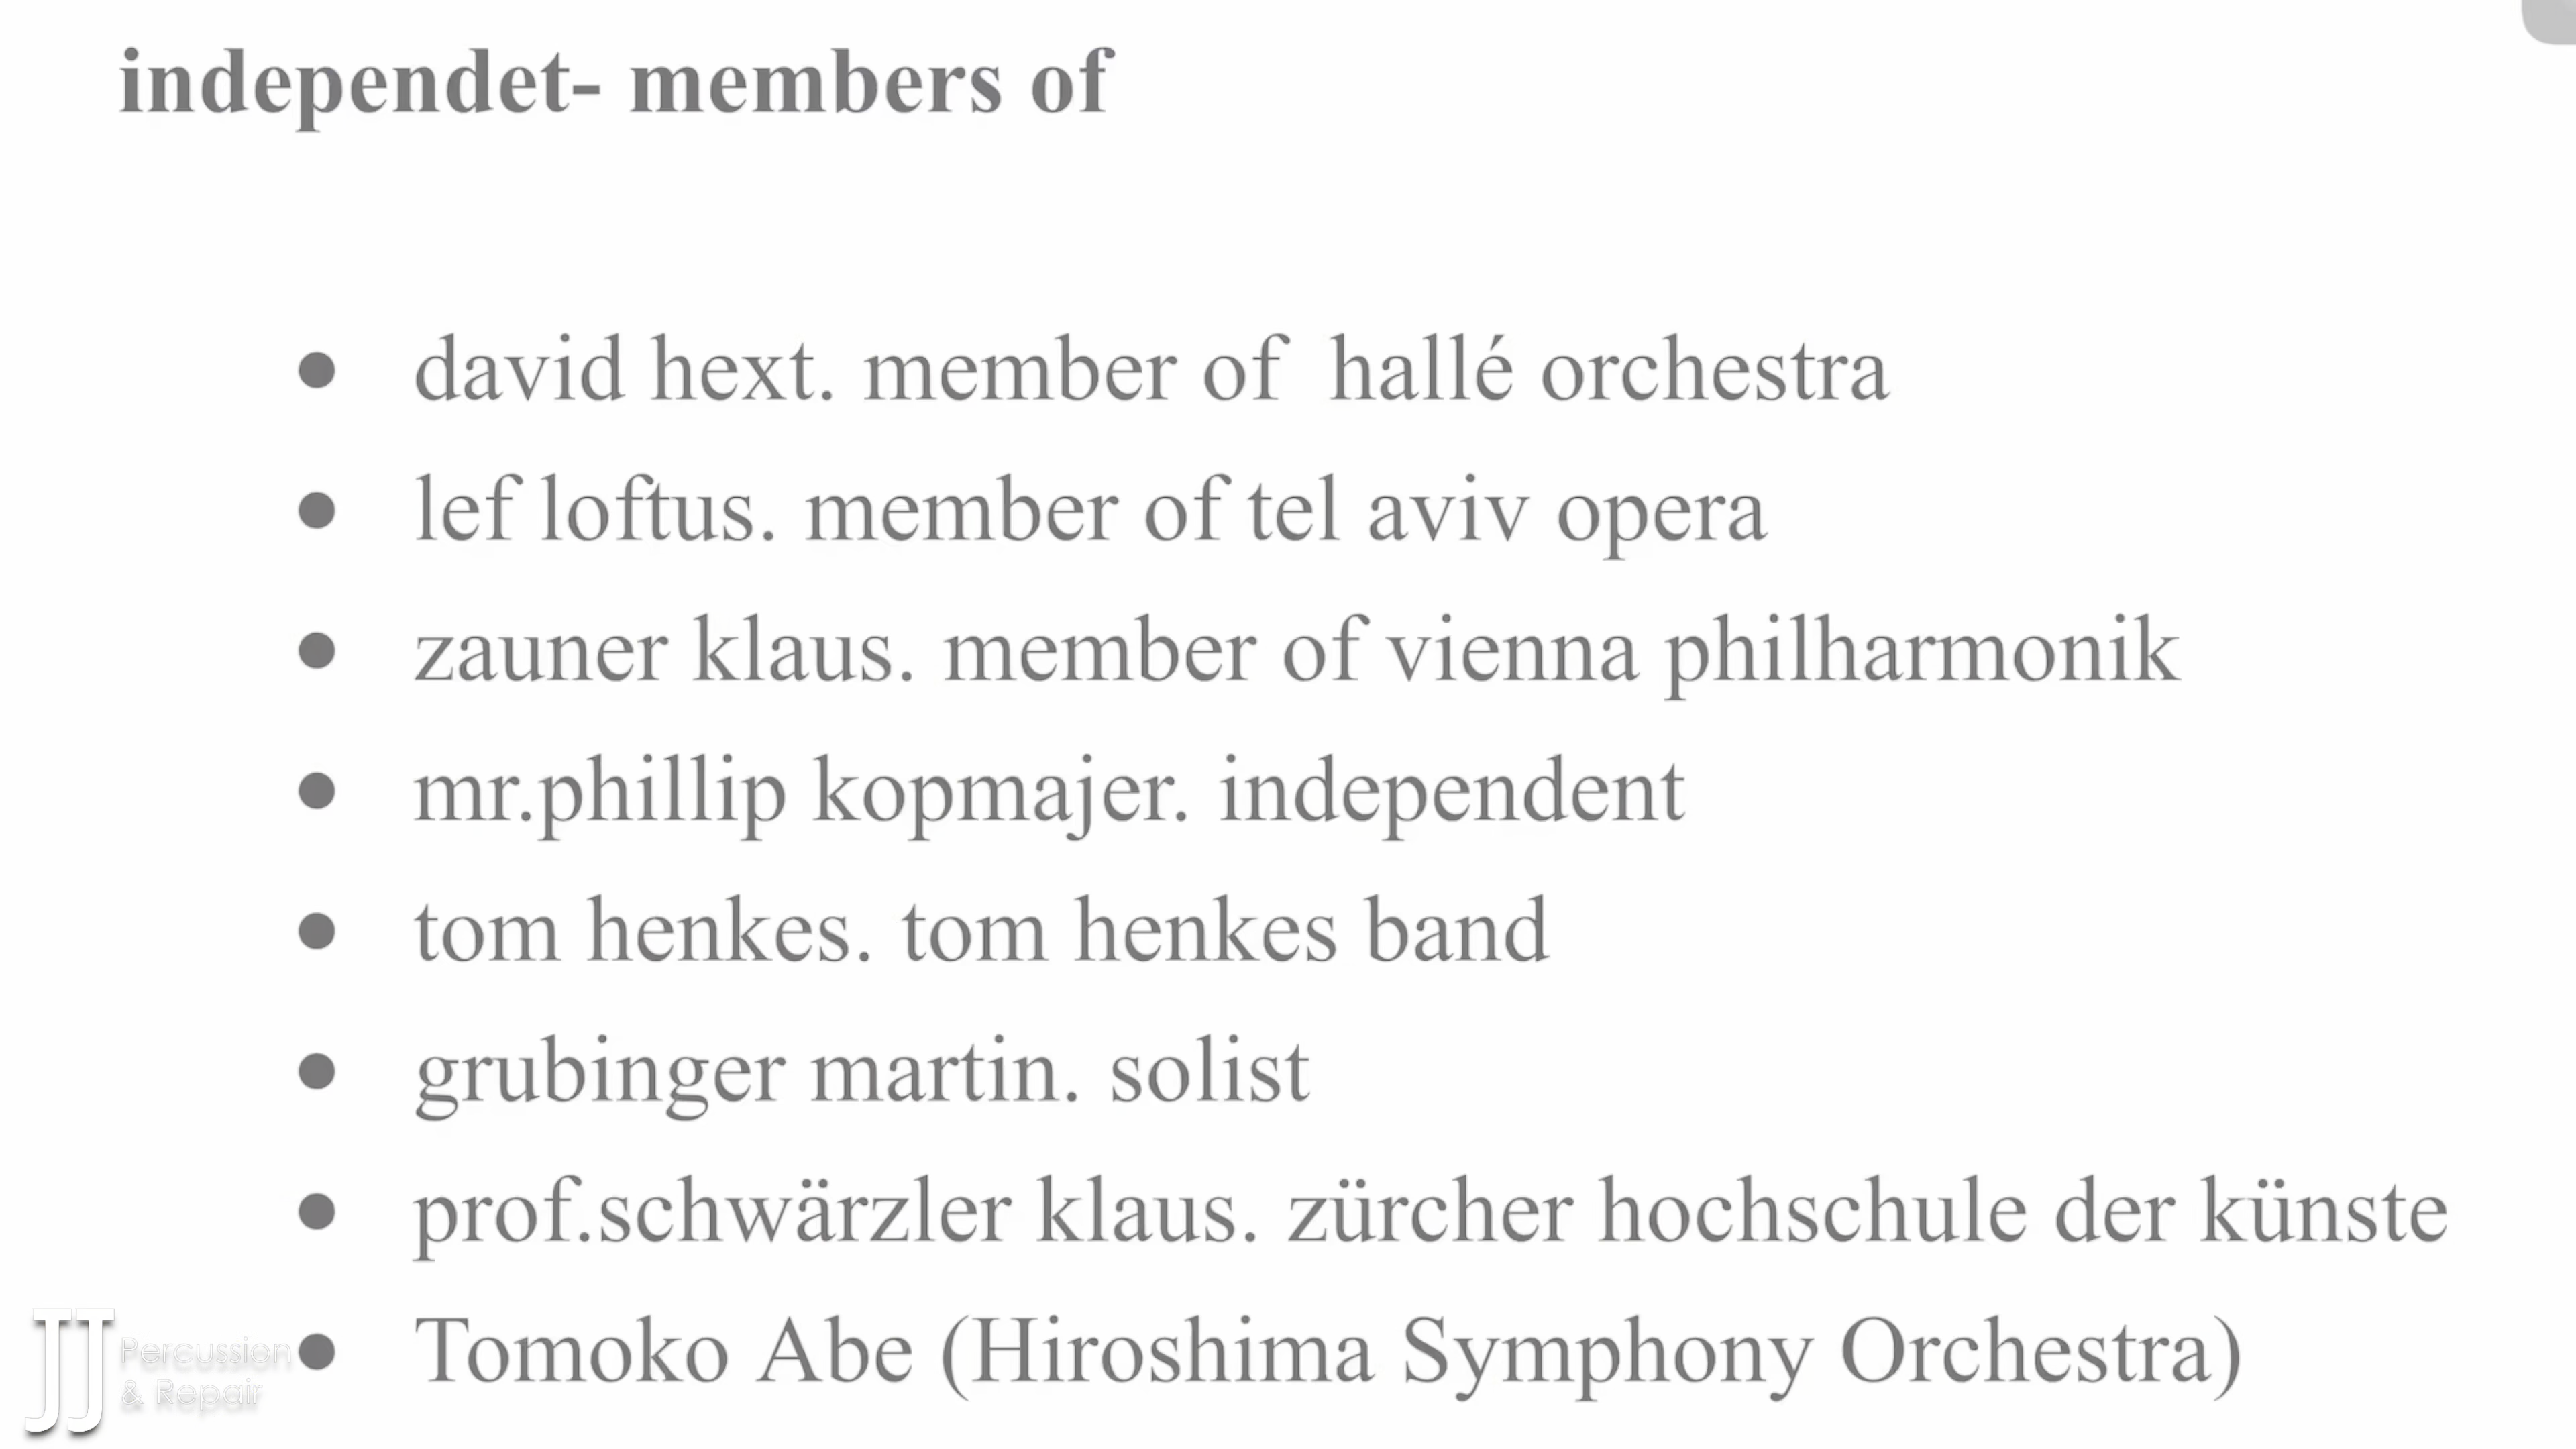 independet- members of
david hext. member of  hallé orchestra
lef loftus. member of tel aviv opera
zauner klaus. member of vienna philharmonik
mr.phillip kopmajer. independent
tom henkes. tom henkes band
grubinger martin. solist
prof.schwärzler klaus. zürcher hochschule der künste
Tomoko Abe (Hiroshima Symphony Orchestra)
JJ Percussion
& Repair